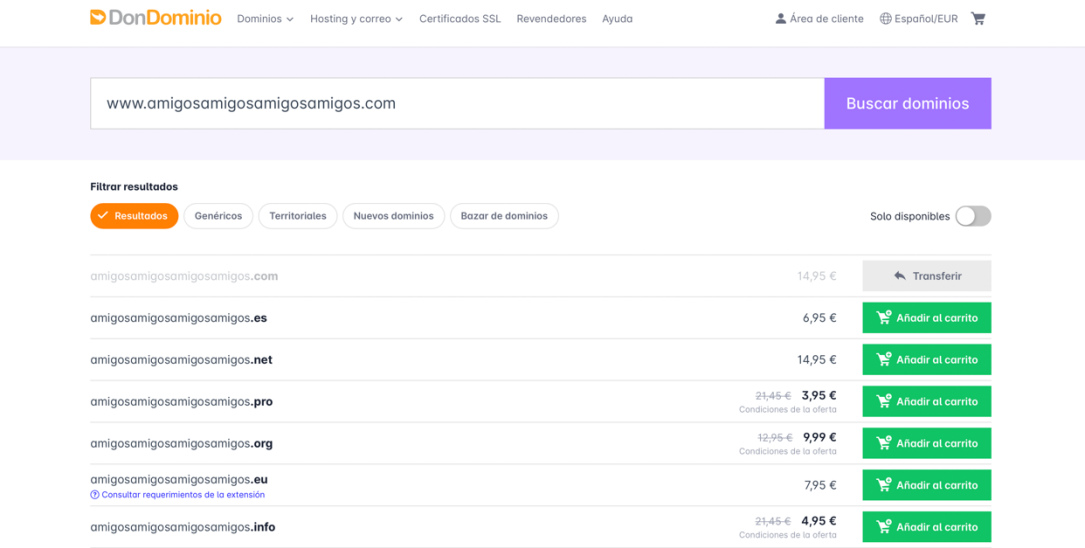 DonDominio Dominios Hosting y correo Certificados SSL Revendedores Ayuda Área de cliente Español/EUR
www.amigosamigosamigosamigos.com Buscar dominios
Filtrar resultados
Resultados Genéricos Territoriales Nuevos dominios Bazar de dominios Solo disponibles
amigosamigosamigosamigos.com 14,95 € Transferir
amigosamigosamigosamigos.es 6,95 € Añadir al carrito
amigosamigosamigosamigos.net 14,95 € Añadir al carrito
amigosamigosamigosamigos.pro 21,45 € 3,95 € Añadir al carrito
Condiciones de la oferta
amigosamigosamigosamigos.org 12,95 € 9,99 € Añadir al carrito
Condiciones de la oferta
amigosamigosamigosamigos.eu 7,95 € Añadir al carrito
Consultar requerimientos de la extensión
amigosamigosamigosamigos.info 21,45 € 4,95 € Añadir al carrito
Condiciones de la oferta